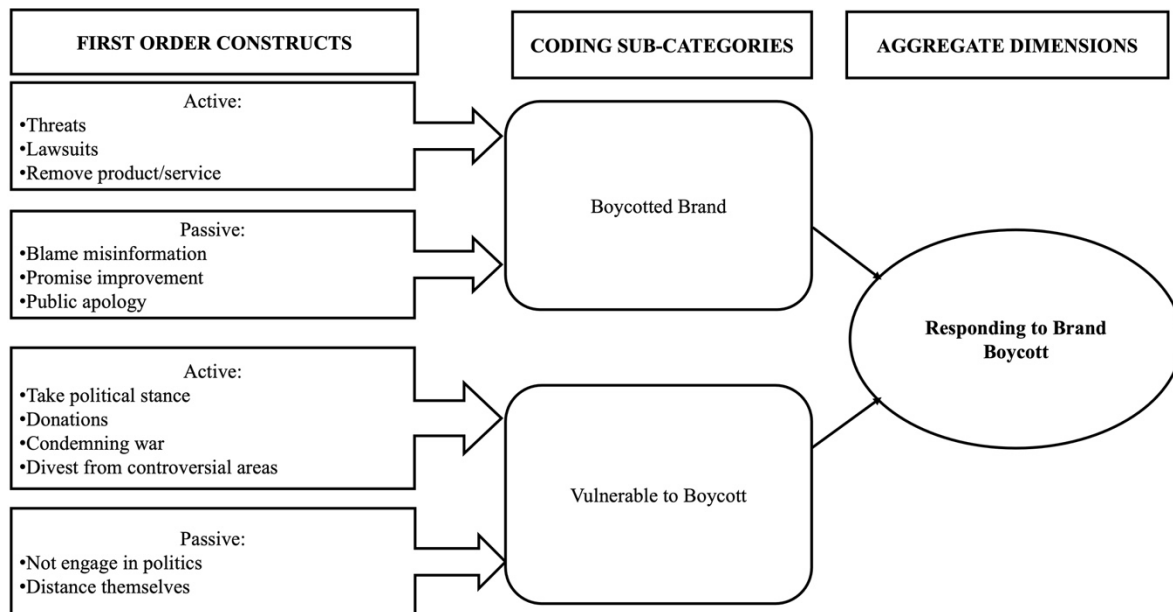 FIRST ORDER CONSTRUCTS
CODING SUB-CATEGORIES
AGGREGATE DIMENSIONS
Active:
•Threats
•Lawsuits
•Remove product/service
Passive:
•Blame misinformation
•Promise improvement
•Public apology
Boycotted Brand
Active:
•Take political stance
•Donations
•Condemning war
•Divest from controversial areas
Passive:
•Not engage in politics
•Distance themselves
Vulnerable to Boycott
Responding to Brand
Boycott